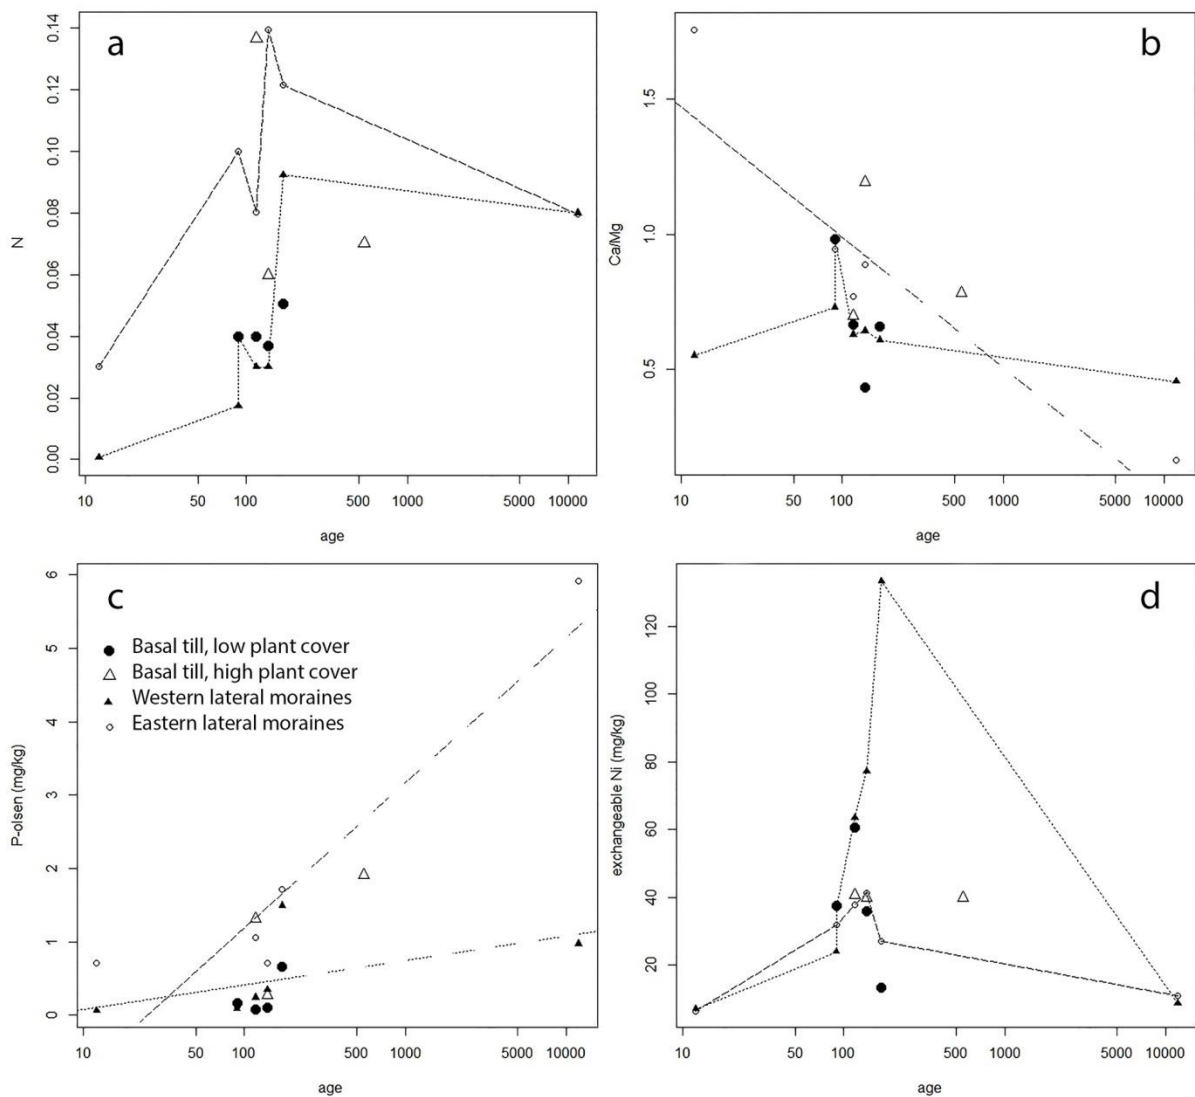 a
0.14
0.12
0.10
0.08
0.06
0.04
0.02
0.00
N
10 50 100 500 1000 5000 10000
age
b
1.5
1.0
0.5
Ca/Mg
10 50 100 500 1000 5000 10000
age
c
6
5
4
3
2
1
0
P-olsen (mg/kg)
Basal till, low plant cover
Basal till, high plant cover
Western lateral moraines
Eastern lateral moraines
10 50 100 500 1000 5000 10000
age
d
120
100
80
60
40
20
exchangeable Ni (mg/kg)
10 50 100 500 1000 5000 10000
age